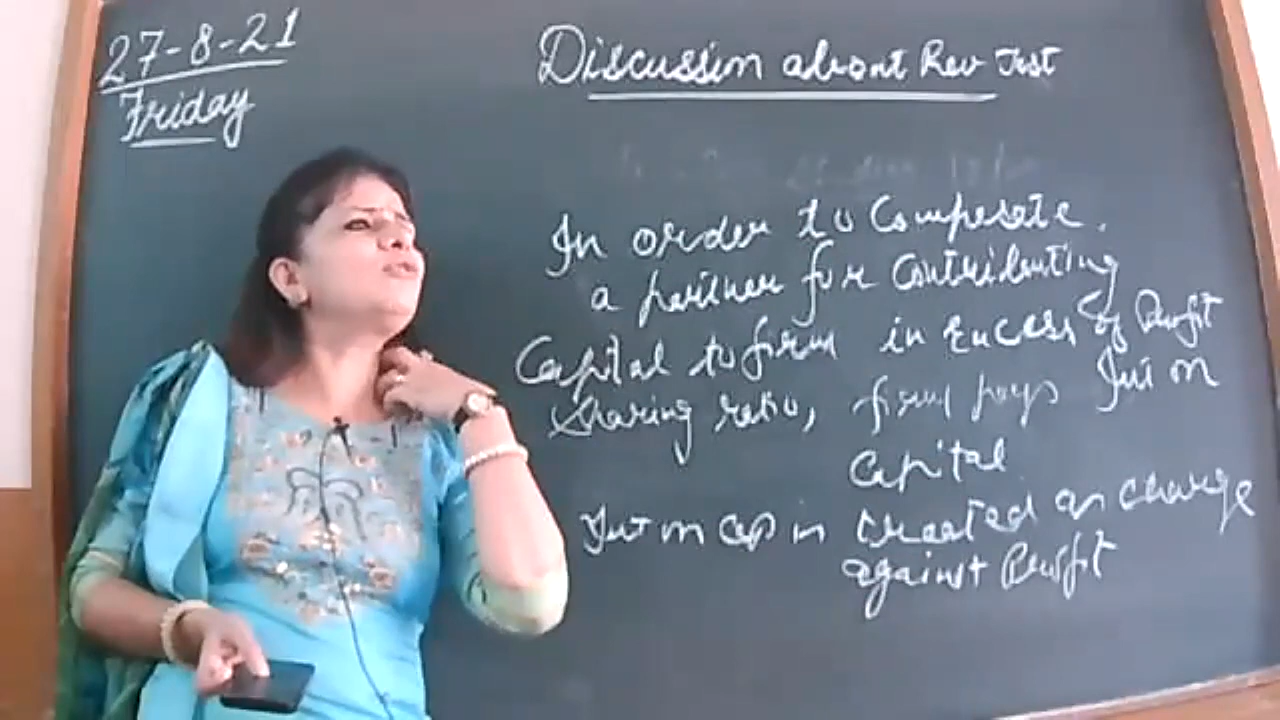 27-8-21
Friday
Discussion about Rev Test
In order to Compesate
a partner for Contributing
Capital to firm in Excess of Profit
Sharing ratio, firm pays Int on
Capital
Int on Cap is treated as charge
against Profit